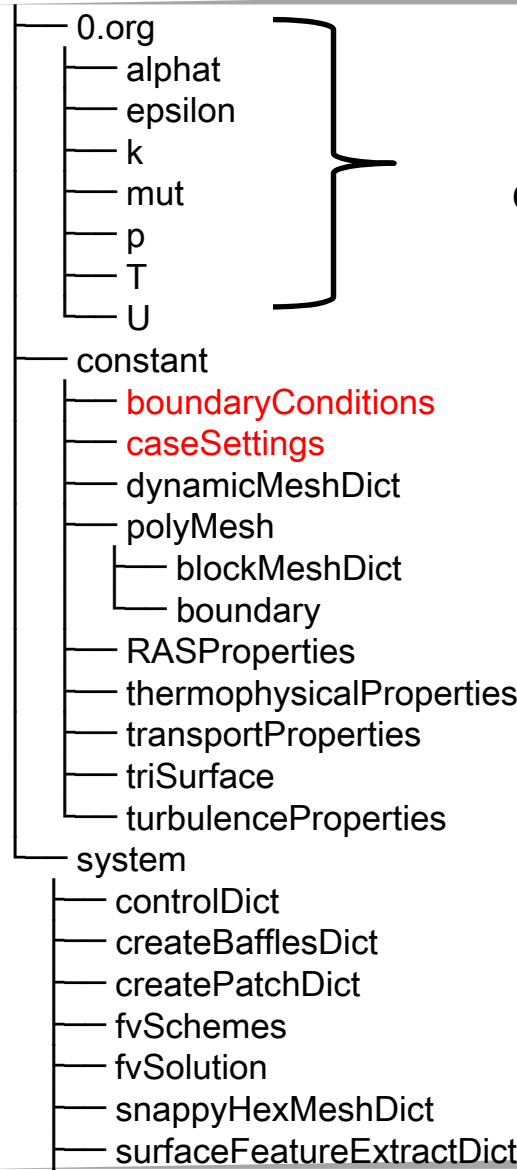 0.org
alphat
epsilon
k
mut
p
T
U
constant
boundaryConditions
caseSettings
dynamicMeshDict
polyMesh
blockMeshDict
boundary
RASProperties
thermophysicalProperties
transportProperties
triSurface
turbulenceProperties
system
controlDict
createBafflesDict
createPatchDict
fvSchemes
fvSolution
snappyHexMeshDict
surfaceFeatureExtractDict